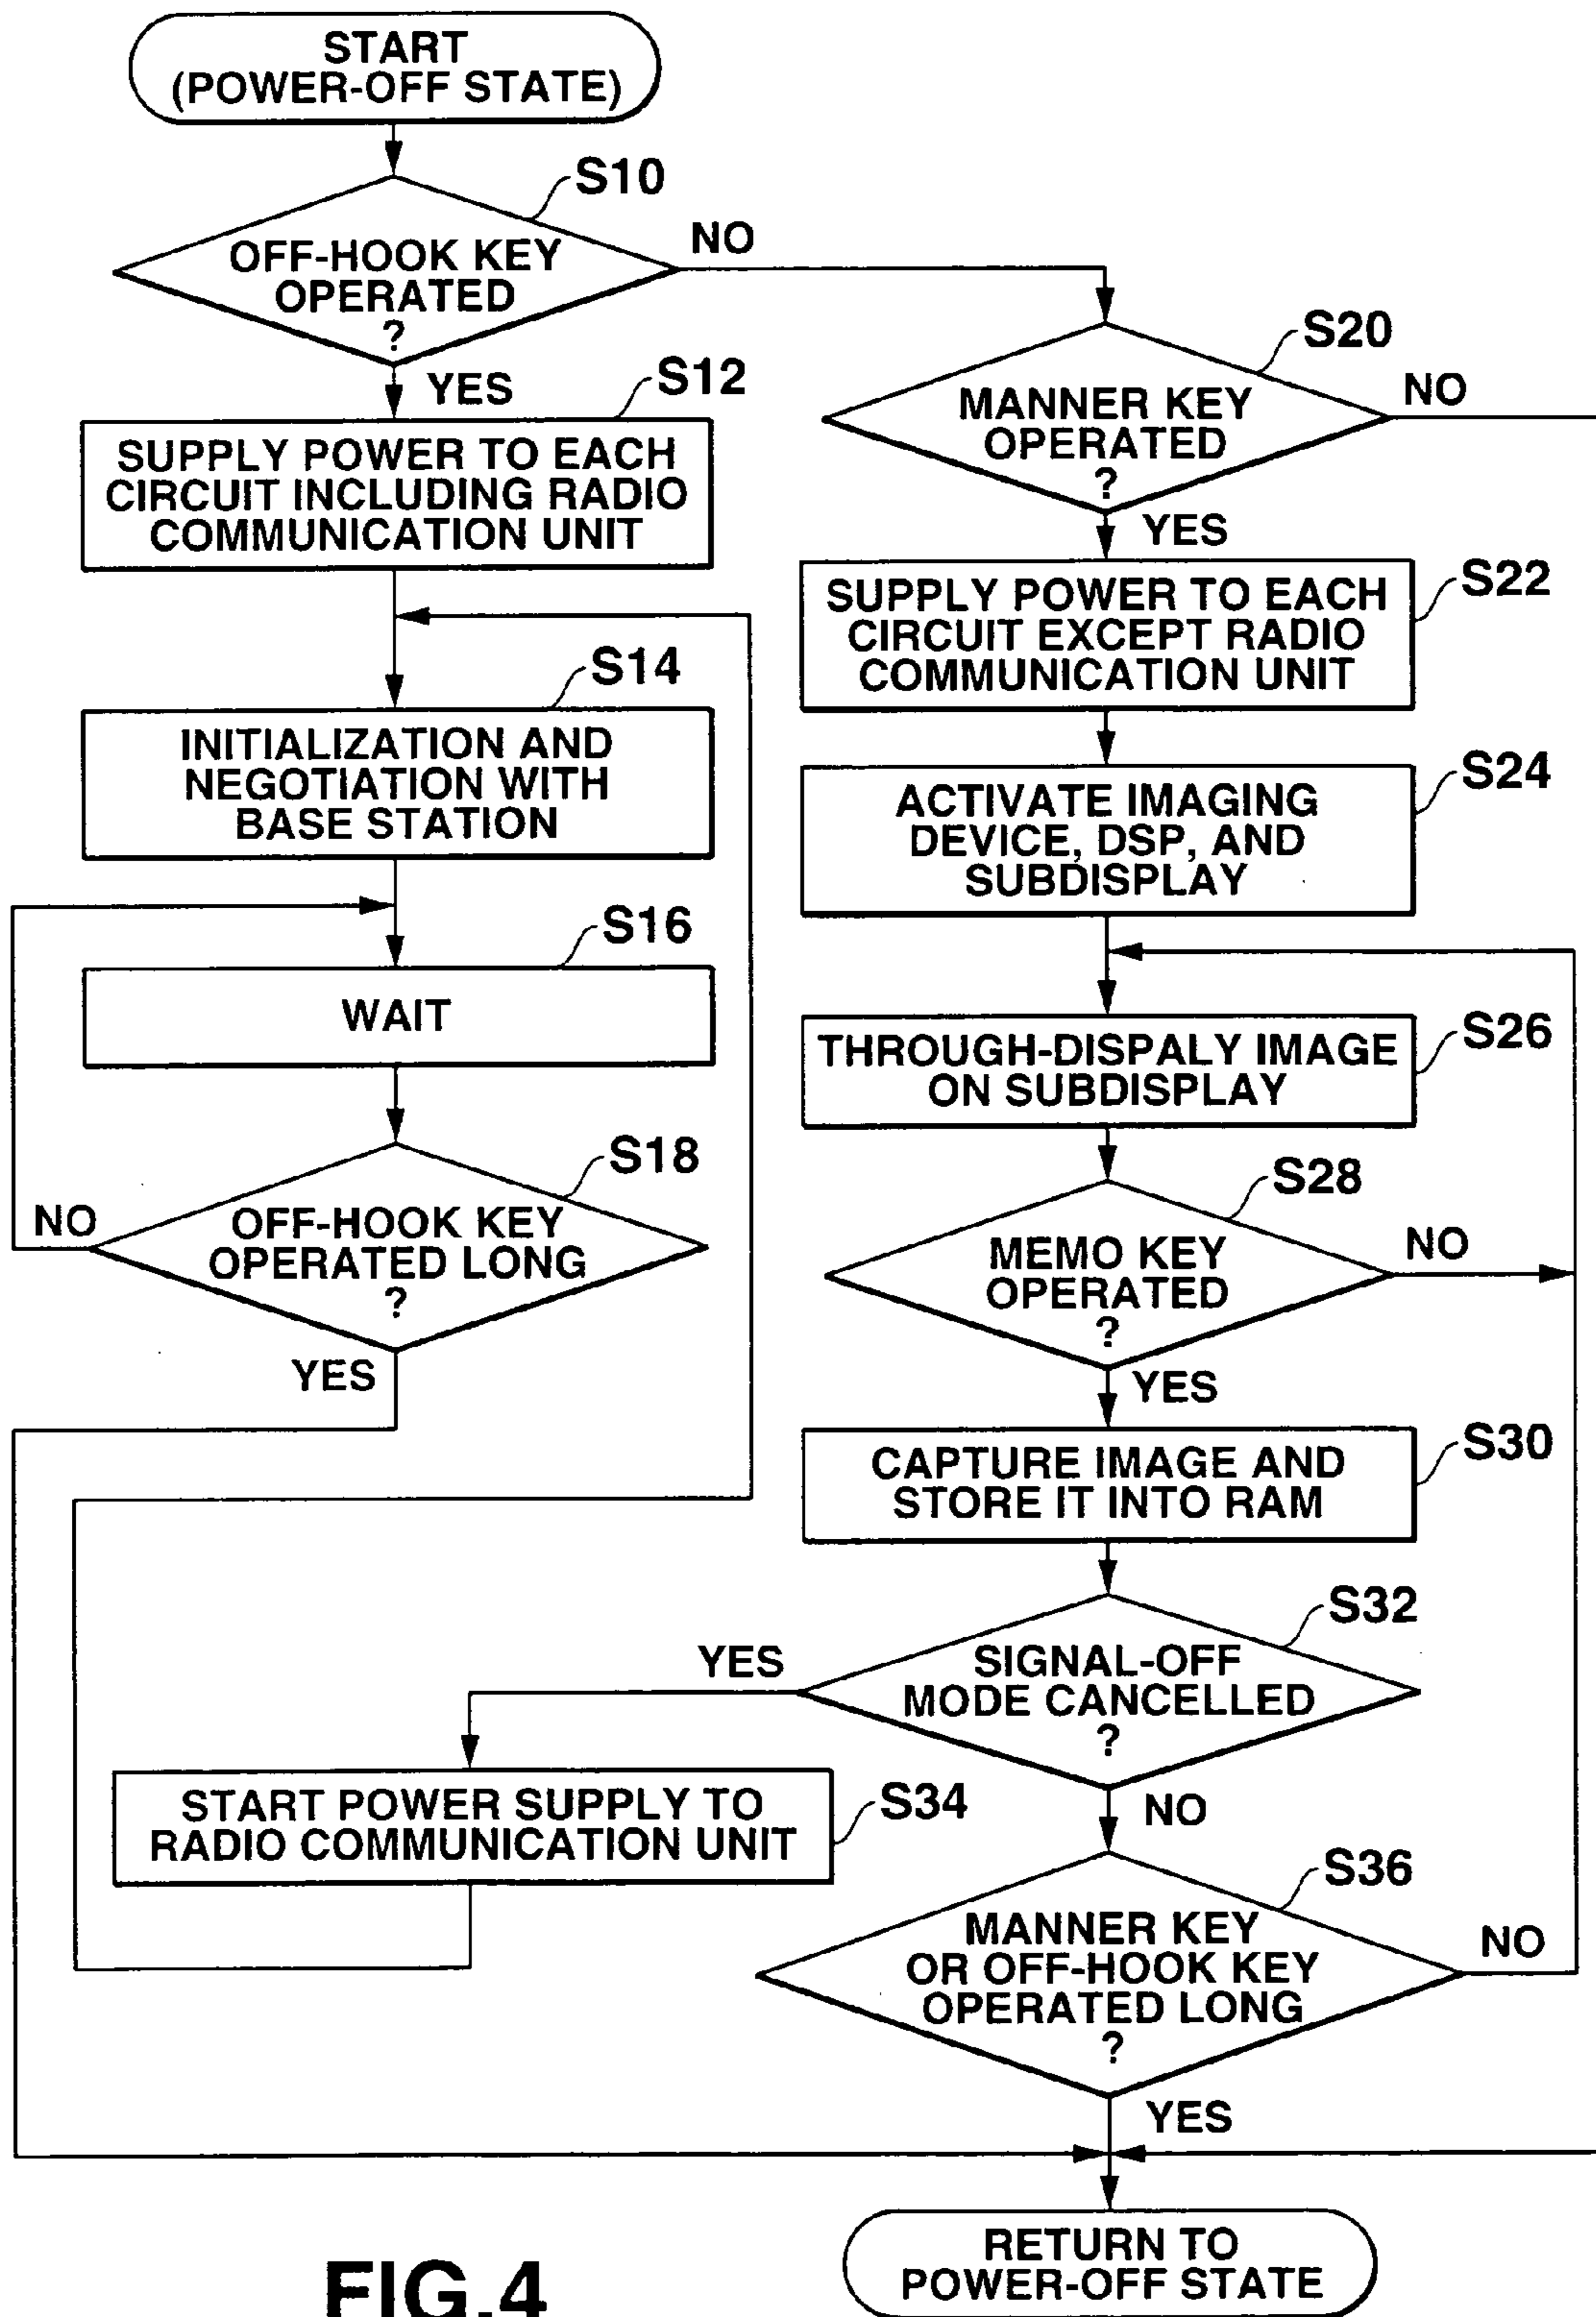 START
(POWER-OFF STATE)
S10
OFF-HOOK KEY
OPERATED
?
NO
YES
S12
SUPPLY POWER TO EACH
CIRCUIT INCLUDING RADIO
COMMUNICATION UNIT
S14
INITIALIZATION AND
NEGOTIATION WITH
BASE STATION
S16
WAIT
S18
OFF-HOOK KEY
OPERATED LONG
?
NO
YES
S20
MANNER KEY
OPERATED
?
NO
YES
S22
SUPPLY POWER TO EACH
CIRCUIT EXCEPT RADIO
COMMUNICATION UNIT
S24
ACTIVATE IMAGING
DEVICE, DSP, AND
SUBDISPLAY
S26
THROUGH-DISPALY IMAGE
ON SUBDISPLAY
S28
MEMO KEY
OPERATED
?
NO
YES
S30
CAPTURE IMAGE AND
STORE IT INTO RAM
S32
SIGNAL-OFF
MODE CANCELLED
?
YES
NO
S34
START POWER SUPPLY TO
RADIO COMMUNICATION UNIT
S36
MANNER KEY
OR OFF-HOOK KEY
OPERATED LONG
?
NO
YES
RETURN TO
POWER-OFF STATE
FIG.4